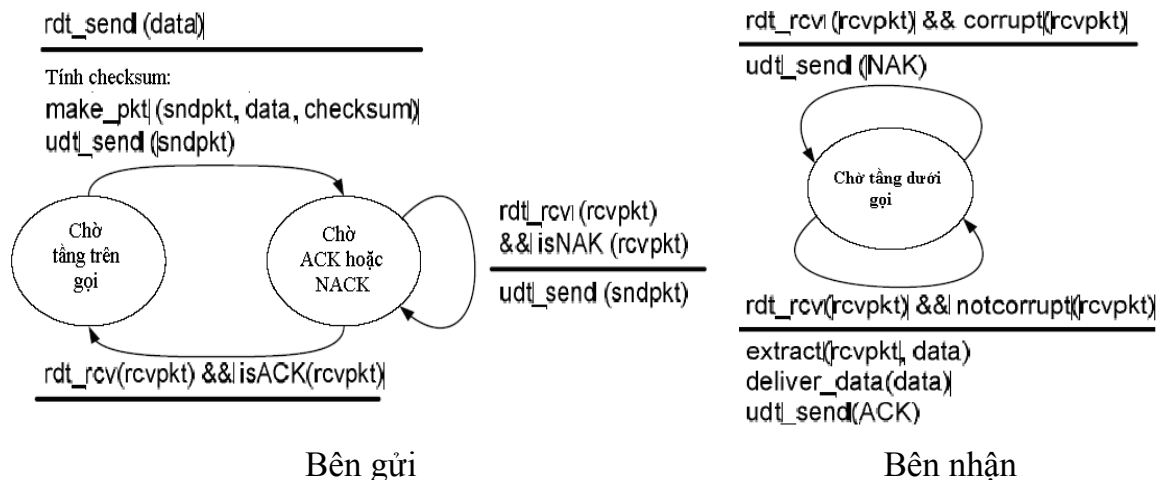 rdt_send (data)
Tính checksum:
make_pkt (sndpkt, data, checksum)
udt_send (sndpkt)
Chờ
tầng trên
gọi
Chờ
ACK hoặc
NACK
rdt_rcv (rcvpkt)
&& isNAK (rcvpkt)
udt_send (sndpkt)
rdt_rcv(rcvpkt) && isACK(rcvpkt)
Bên gửi
rdt_rcv (rcvpkt) && corrupt(rcvpkt)
udt_send (NAK)
Chờ tầng dưới
gọi
rdt_rcv(rcvpkt) && notcorrupt(rcvpkt)
extract(rcvpkt, data)
deliver_data(data)
udt_send(ACK)
Bên nhận